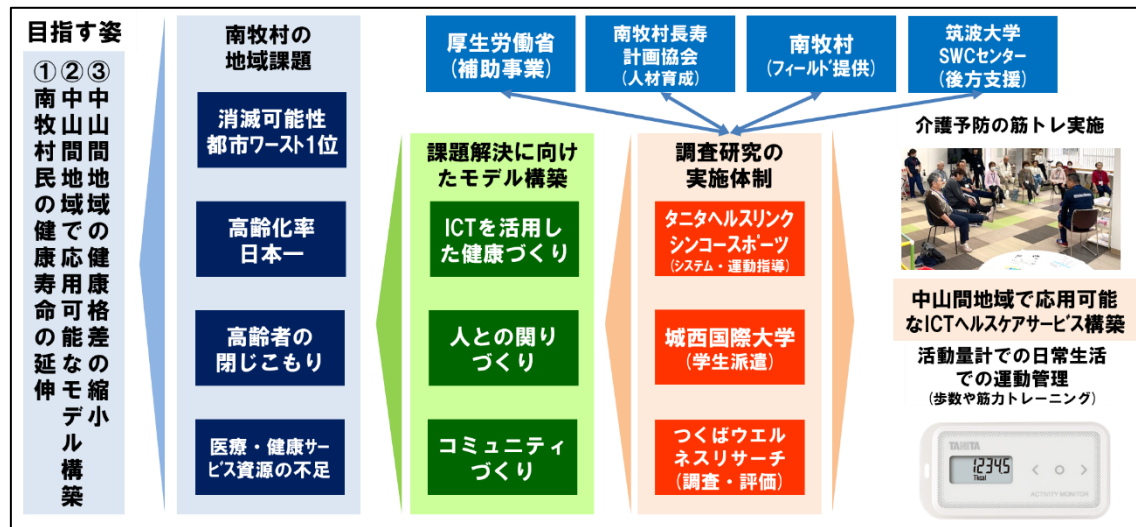 目指す姿
①南牧村民の健康寿命の延伸
②中山間地域で応用可能なモデル構築
③中山間地域の健康格差の縮小
南牧村の
地域課題
消滅可能性
都市ワースト1位
高齢化率
日本一
高齢者の
閉じこもり
医療・健康サー
ビス資源の不足
課題解決に向け
たモデル構築
ICTを活用し
た健康づくり
人との関り
づくり
コミュニティ
づくり
厚生労働省
(補助事業)
南牧村長寿
計画協会
(人材育成)
南牧村
(フィールド提供)
筑波大学
SWCセンター
(後方支援)
調査研究の
実施体制
タニタヘルスリンク
シンコースポーツ
(システム・運動指導)
城西国際大学
(学生派遣)
つくばウエル
ネスリサーチ
(調査・評価)
介護予防の筋トレ実施
中山間地域で応用可能
なICTヘルスケアサービス構築
活動量計での日常生活
での運動管理
(歩数や筋力トレーニング)
TANITA
12345
Total
ACTIVITY MONITOR